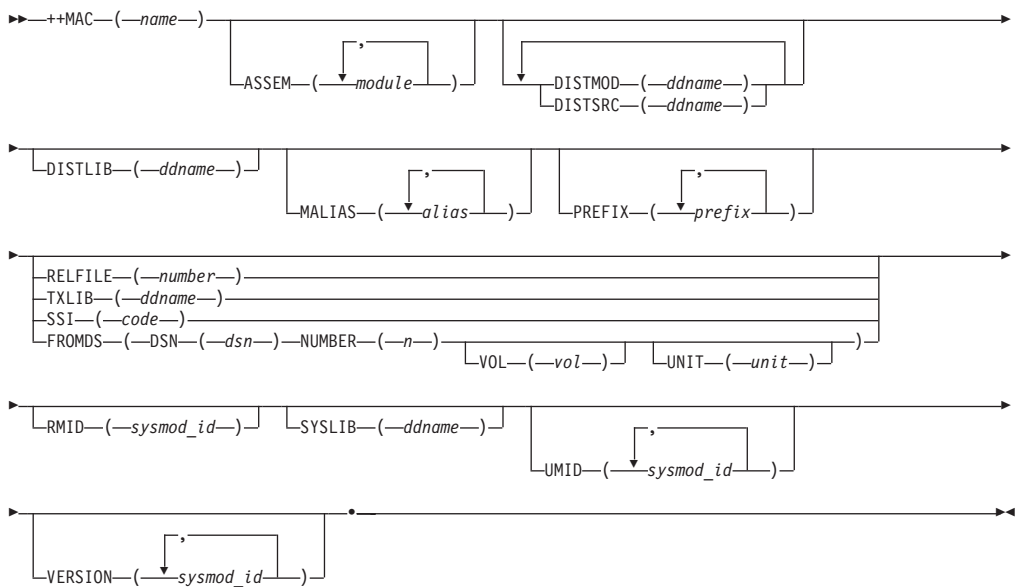 ++MAC ( name )
,
ASSEM ( module )
DISTMOD ( ddname )
DISTSRC ( ddname )
DISTLIB ( ddname )
,
MALIAS ( alias )
,
PREFIX ( prefix )
RELFILE ( number )
TXLIB ( ddname )
SSI ( code )
FROMDS ( DSN ( dsn ) NUMBER ( n ) )
VOL ( vol )
UNIT ( unit )
RMID ( sysmod_id )
SYSLIB ( ddname )
,
UMID ( sysmod_id )
.
,
VERSION ( sysmod_id )